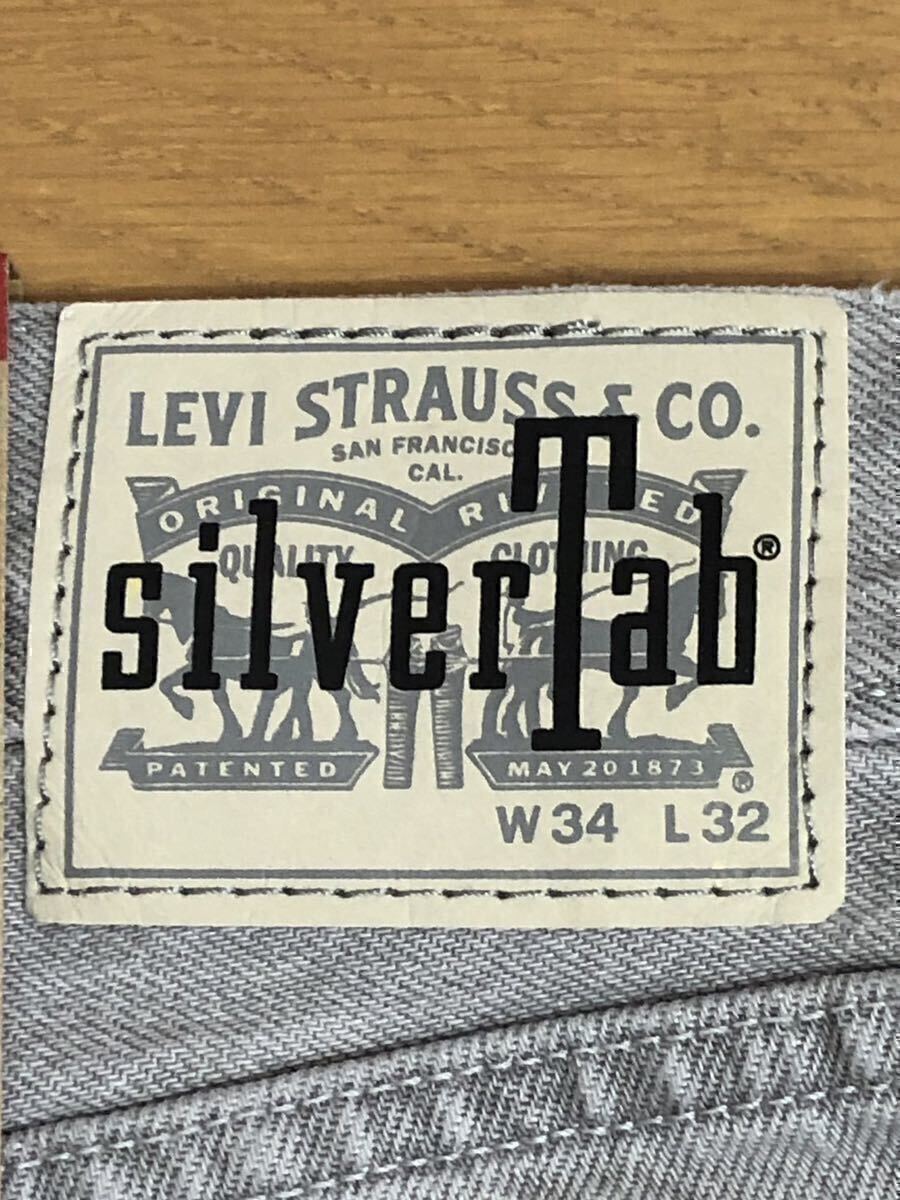 LEVI STRAUSS & CO.
SAN FRANCISCO
CAL.
ORIGINAL RIVETED
QUALITY CLOTHING
silverTab®
PATENTED MAY 20 1873 ®
W34 L32